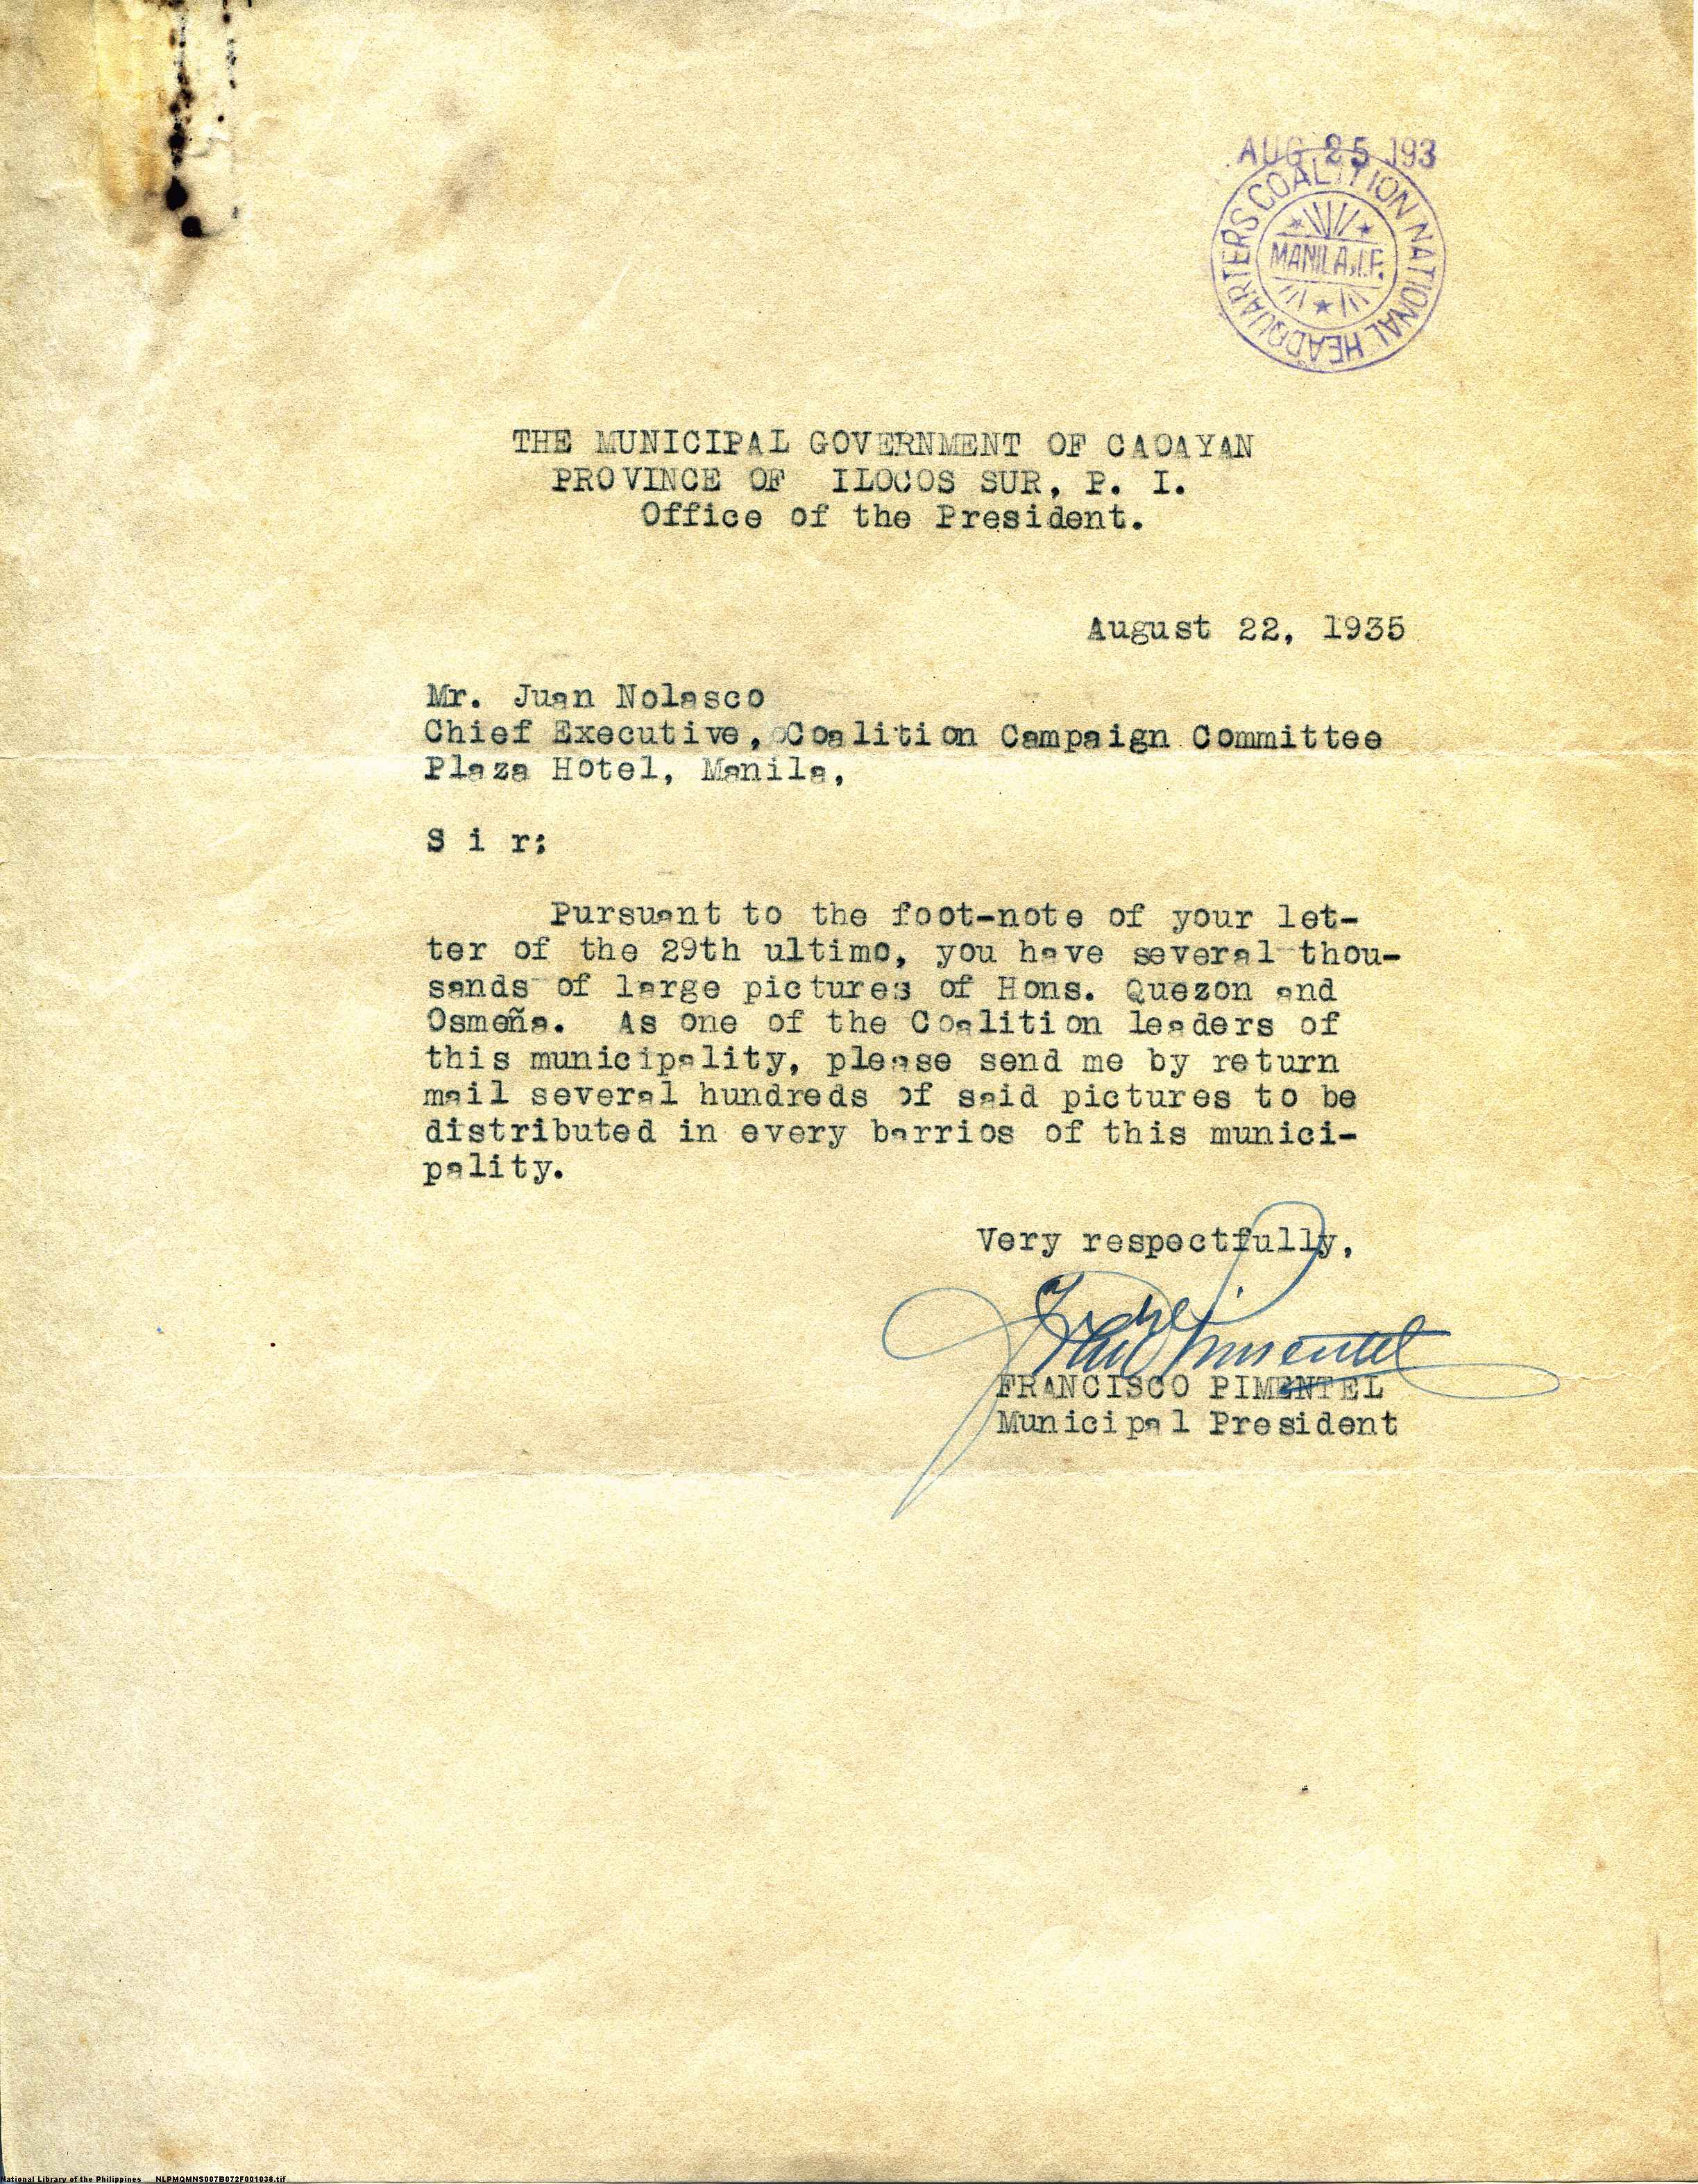 AUG 25 193
COALITION NATIONAL HEADQUARTERS
MANILA, I.F.
THE MUNICIPAL GOVERNMENT OF CAOAYAN
PROVINCE OF ILOCOS SUR, P. I.
Office of the President.
August 22, 1935
Mr. Juan Nolasco
Chief Executive, Coalition Campaign Committee
Plaza Hotel, Manila,
S i r:
Pursuant to the foot-note of your let-
ter of the 29th ultimo, you have several thou-
sands of large pictures of Hons. Quezon and
Osmeña. As one of the Coalition leaders of
this municipality, please send me by return
mail several hundreds of said pictures to be
distributed in every barrios of this munici-
pality.
Very respectfully,
Pimentel
FRANCISCO PIMENTEL
Municipal President
National Library of the Philippines NLPMQMNS007B072F001038.tif